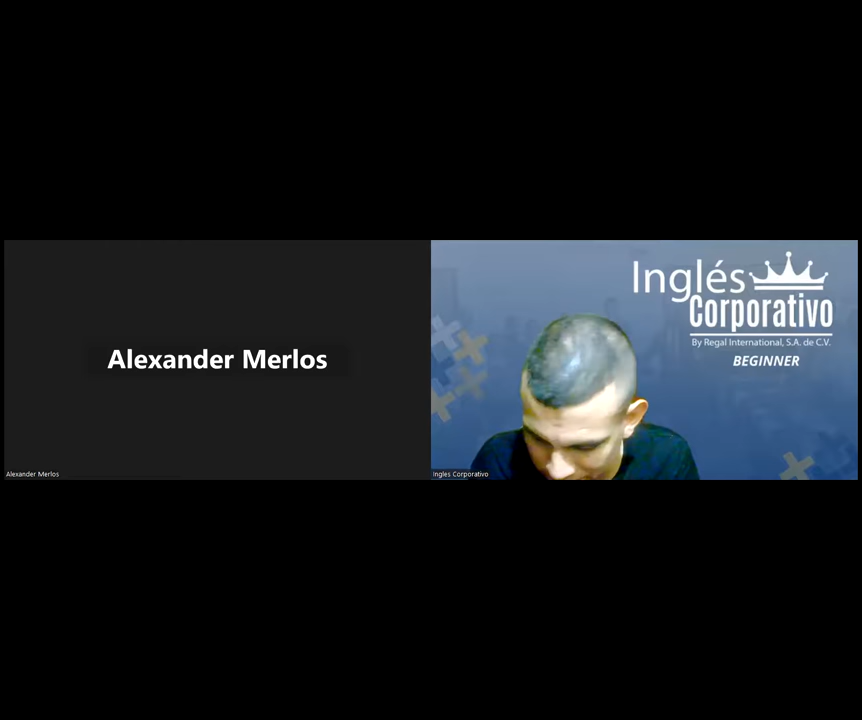 Alexander Merlos
Alexander Merlos
Inglés
Corporativo
By Regal International, S.A. de C.V.
BEGINNER
Ingles Corporativo